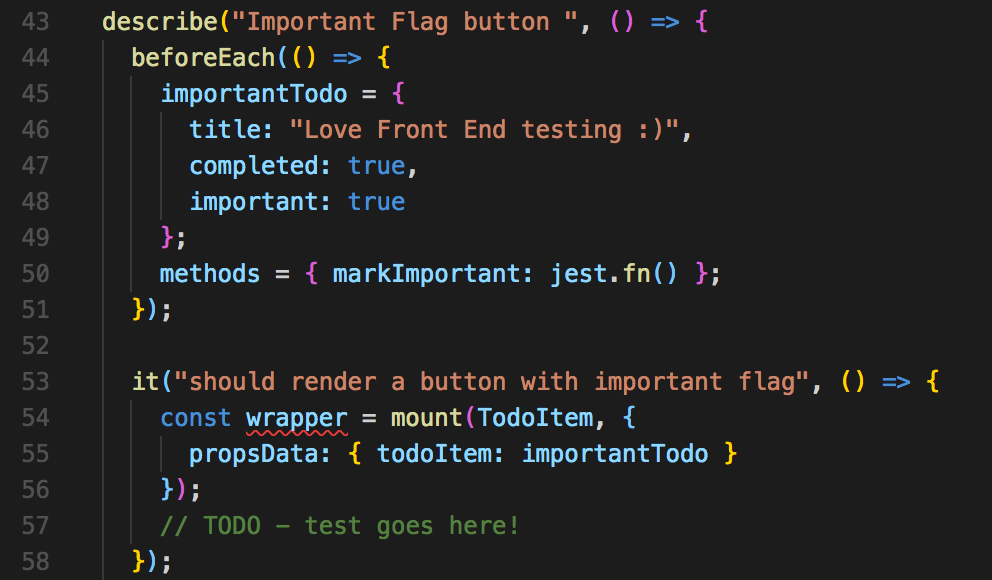 43 describe("Important Flag button ", () => {
44 beforeEach(() => {
45 importantTodo = {
46 title: "Love Front End testing :)",
47 completed: true,
48 important: true
49 };
50 methods = { markImportant: jest.fn() };
51 });
52
53 it("should render a button with important flag", () => {
54 const wrapper = mount(TodoItem, {
55 propsData: { todoItem: importantTodo }
56 });
57 // TODO – test goes here!
58 });